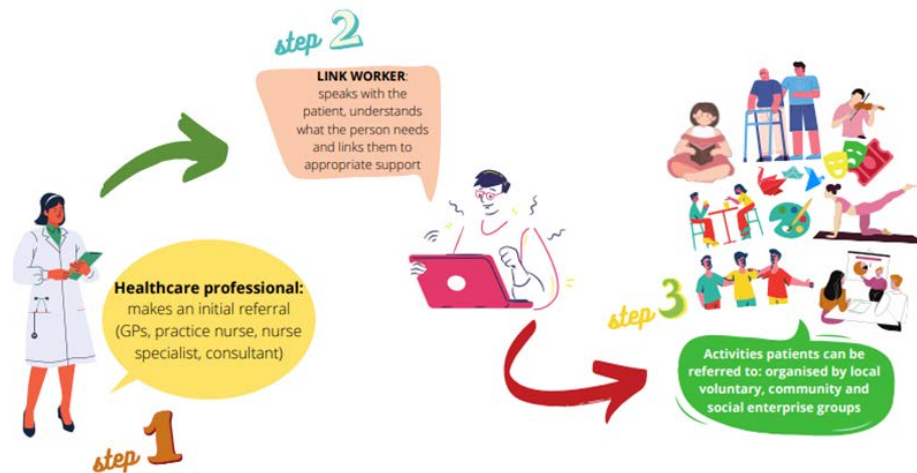 step 1
Healthcare professional:
makes an initial referral
(GPs, practice nurse, nurse
specialist, consultant)
step 2
LINK WORKER:
speaks with the
patient, understands
what the person needs
and links them to
appropriate support
step 3
Activities patients can be
referred to: organised by local
voluntary, community and
social enterprise groups